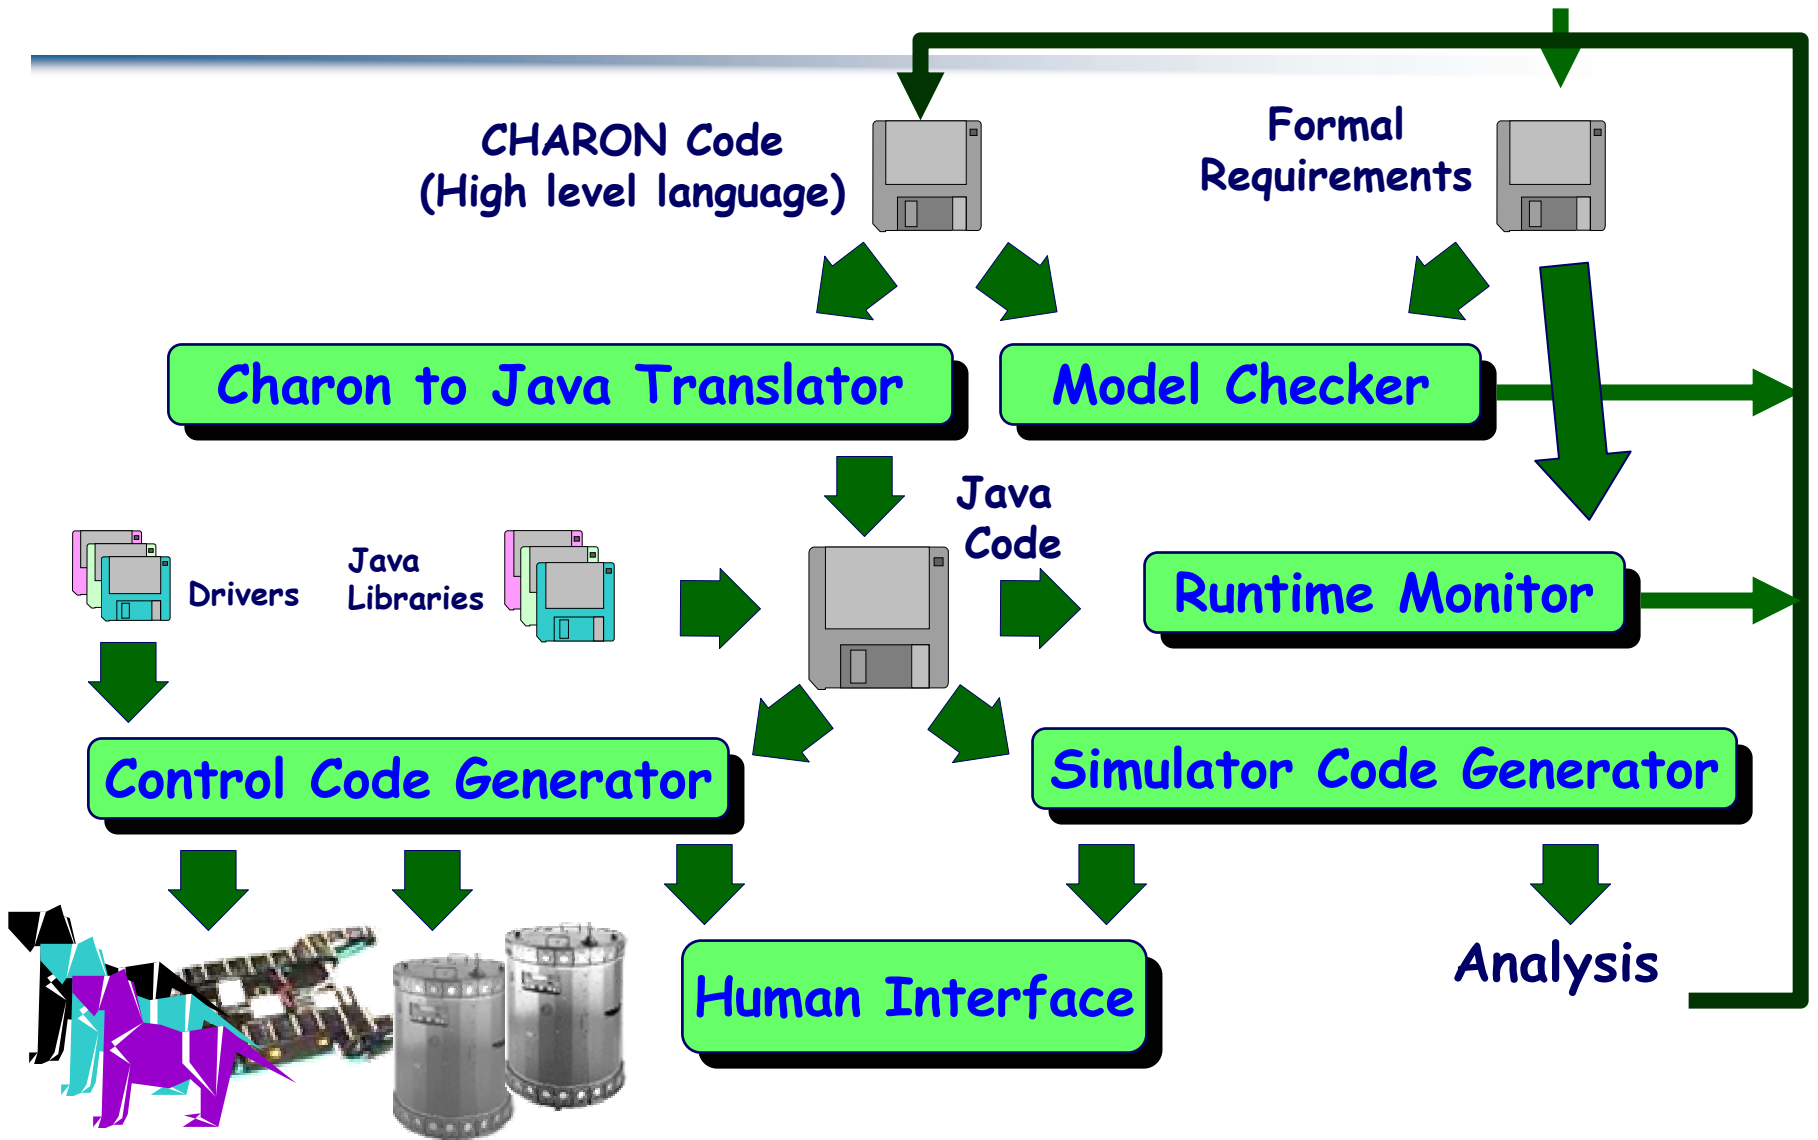 CHARON Code
(High level language)
Formal
Requirements
Charon to Java Translator
Model Checker
Java
Code
Drivers
Java
Libraries
Runtime Monitor
Control Code Generator
Simulator Code Generator
Human Interface
Analysis